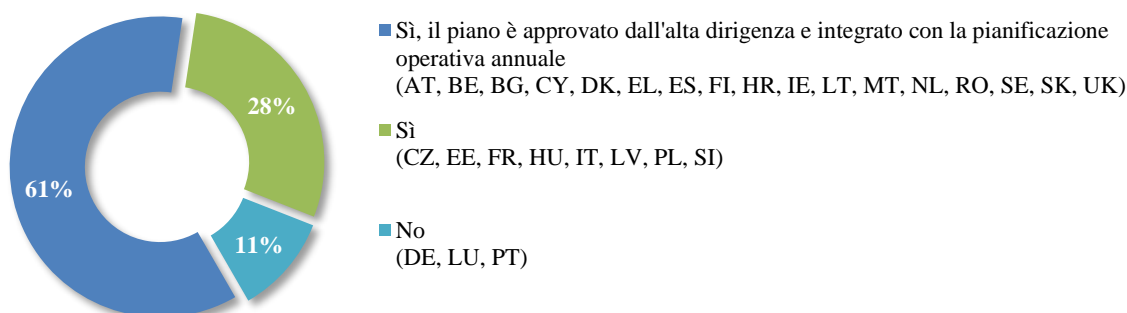 Sì, il piano è approvato dall'alta dirigenza e integrato con la pianificazione
operativa annuale
(AT, BE, BG, CY, DK, EL, ES, FI, HR, IE, LT, MT, NL, RO, SE, SK, UK)
28%
Sì
(CZ, EE, FR, HU, IT, LV, PL, SI)
61%
No
11%
(DE, LU, PT)